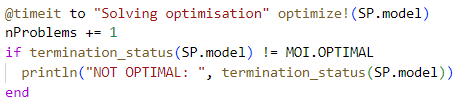 @timeit to "Solving optimisation" optimize!(SP.model)
nProblems += 1
if termination_status(SP.model) != MOI.OPTIMAL
println("NOT OPTIMAL: ", termination_status(SP.model))
end